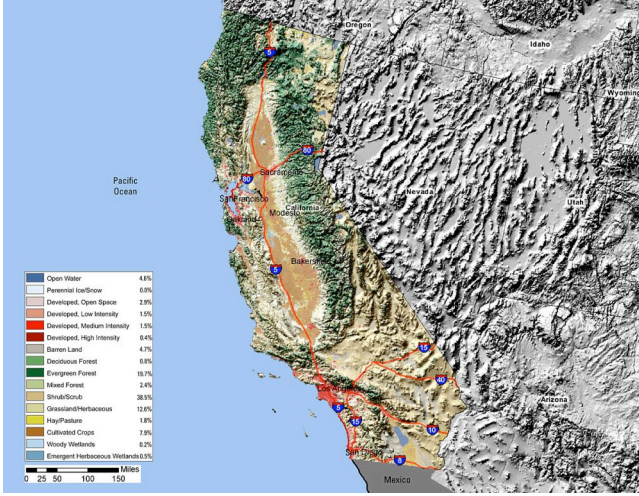 Oregon
Idaho
Wyoming
5
80
80
Sacramento
Pacific
Ocean
San Francisco
Oakland
California
Modesto
Nevada
Utah
5
Bakersfield
15
40
Los Angeles
Arizona
5
15
10
San Diego
8
Mexico
Open Water 4.6%
Perennial Ice/Snow 0.0%
Developed, Open Space 2.9%
Developed, Low Intensity 1.5%
Developed, Medium Intensity 1.5%
Developed, High Intensity 0.4%
Barren Land 4.7%
Deciduous Forest 0.8%
Evergreen Forest 19.7%
Mixed Forest 2.4%
Shrub/Scrub 38.5%
Grassland/Herbaceous 12.6%
Hay/Pasture 1.8%
Cultivated Crops 7.9%
Woody Wetlands 0.2%
Emergent Herbaceous Wetlands 0.5%
Miles
0 25 50 100 150